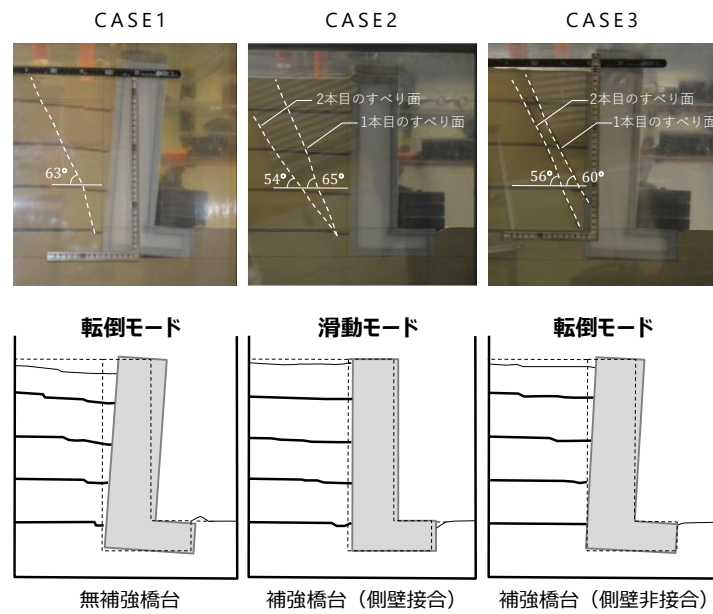 CASE1
CASE2
CASE3
63°
2本目のすべり面
1本目のすべり面
54°
65°
2本目のすべり面
1本目のすべり面
56°
60°
転倒モード
滑動モード
転倒モード
無補強橋台
補強橋台（側壁接合）
補強橋台（側壁非接合）